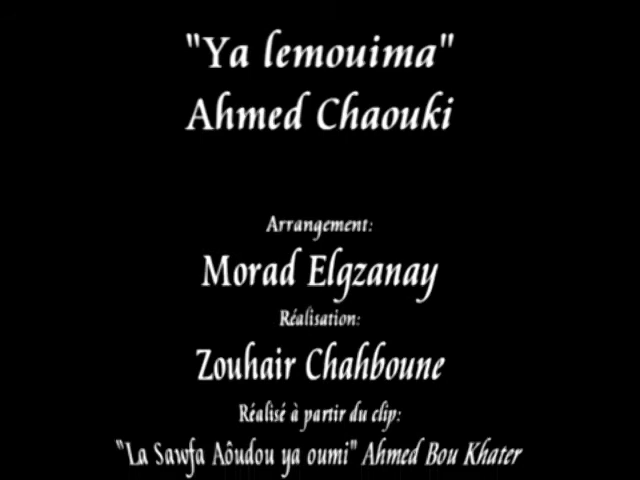 "Ya lemouima"
Ahmed Chaouki
Arrangement:
Morad Elgzanay
Réalisation:
Zouhair Chahboune
Réalisé à partir du clip:
"La Sawfa Aôudou ya oumi" Ahmed Bou Khater